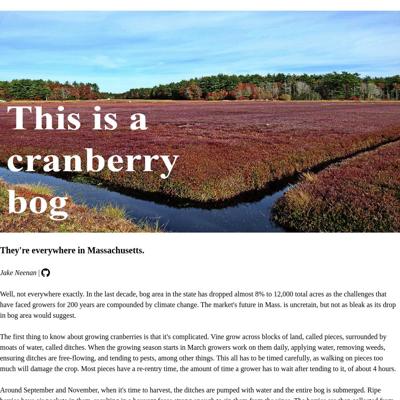 This is a
cranberry
bog
They're everywhere in Massachusetts.
Jake Neenan |
Well, not everywhere exactly. In the last decade, bog area in the state has dropped almost 8% to 12,000 total acres as the challenges that
have faced growers for 200 years are compounded by climate change. The market's future in Mass. is uncretain, but not as bleak as its drop
in bog area would suggest.
The first thing to know about growing cranberries is that it's complicated. Vine grow across blocks of land, called pieces, surrounded by
moats of water, called ditches. When the growing season starts in March growers work on them daily, applying water, removing weeds,
ensuring ditches are free-flowing, and tending to pests, among other things. This all has to be timed carefully, as walking on pieces too
much will damage the crop. Most pieces have a re-rentry time, the amount of time a grower has to wait after tending to it, of about 4 hours.
Around September and November, when it's time to harvest, the ditches are pumped with water and the entire bog is submerged. Ripe